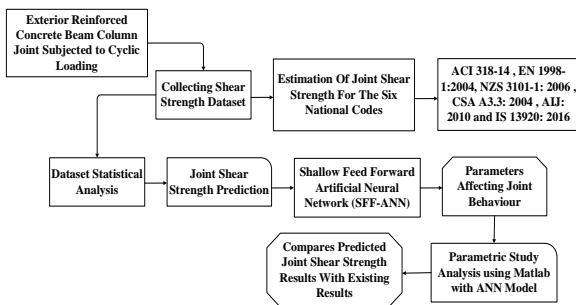 Exterior Reinforced
Concrete Beam Column
Joint Subjected to Cyclic
Loading
Collecting Shear
Strength Dataset
Estimation Of Joint Shear
Strength For The Six
National Codes
ACI 318-14 , EN 1998-
1:2004, NZS 3101-1: 2006 ,
CSA A3.3: 2004 , AIJ:
2010 and IS 13920: 2016
Dataset Statistical
Analysis
Joint Shear
Strength Prediction
Shallow Feed Forward
Artificial Neural
Network (SFF-ANN)
Parameters
Affecting Joint
Behaviour
Compares Predicted
Joint Shear Strength
Results With Existing
Results
Parametric Study
Analysis using Matlab
with ANN Model